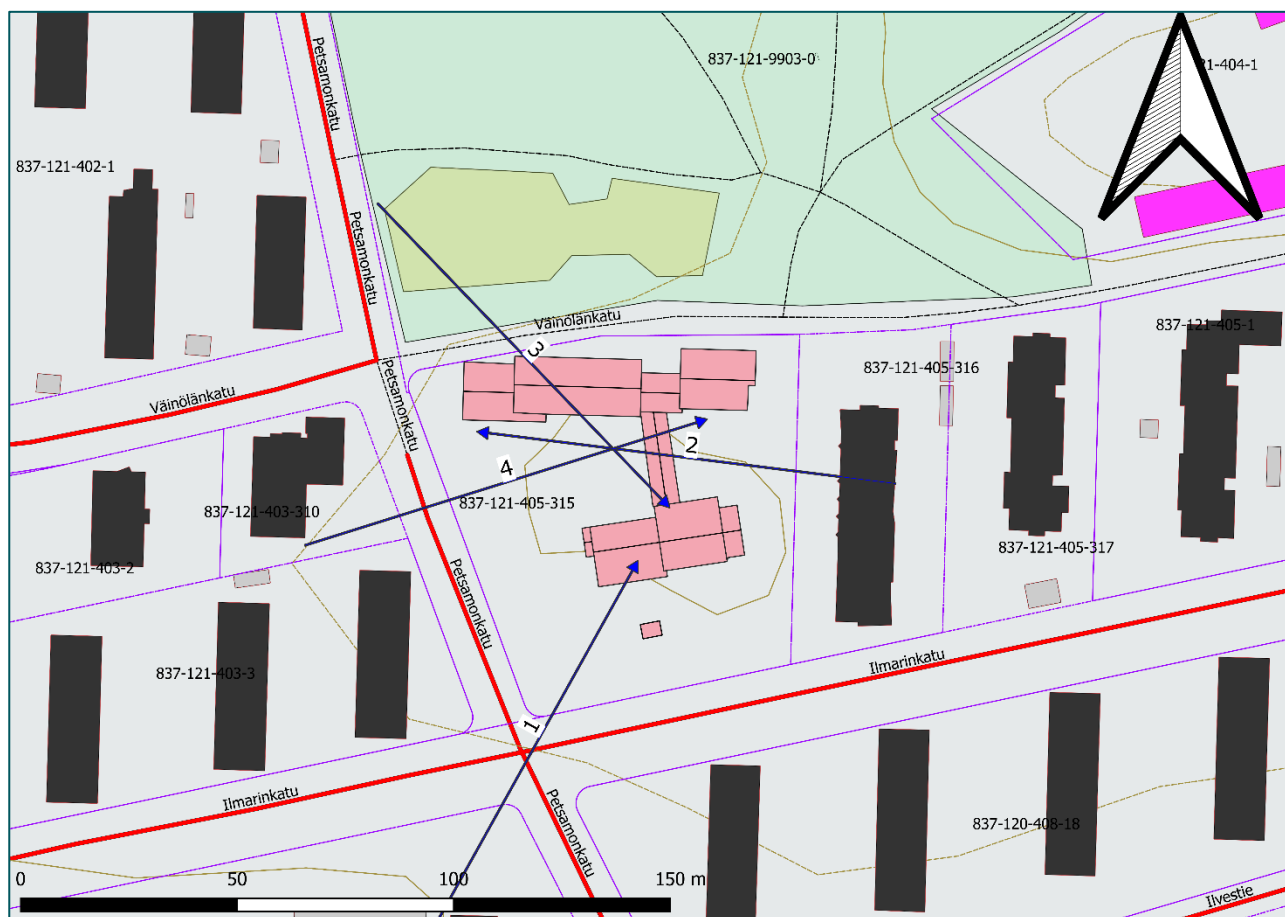 837-121-9903-0
21-404-1
Petsamonkatu
837-121-402-1
Petsamonkatu
Väinölänkatu
837-121-405-1
3
837-121-405-316
Petsamonkatu
Väinölänkatu
2
4
837-121-405-315
837-121-403-310
837-121-405-317
837-121-403-2
Petsamonkatu
Ilmarinkatu
837-121-403-3
1
Ilmarinkatu
Petsamonkatu
837-120-408-18
0 50 100 150 m
Ilvestie